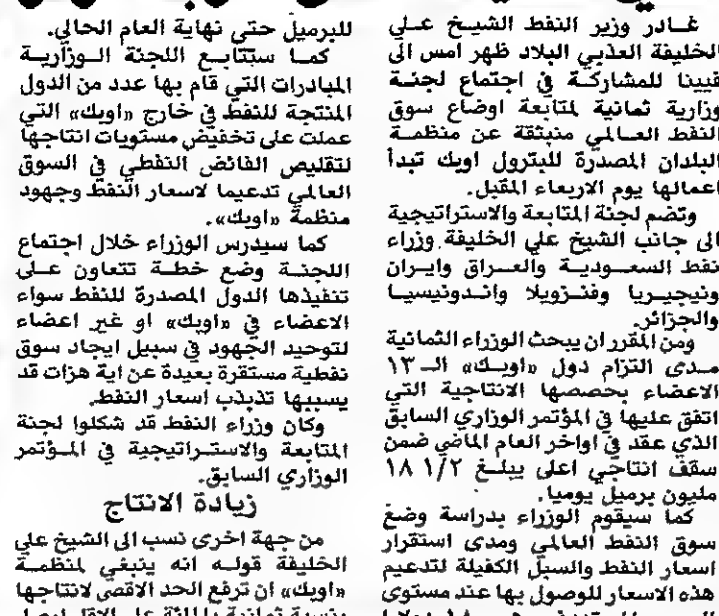 غادر وزير النفط الشيخ علي
الخليفة العذبي البلاد ظهر امس الى
فيينا للمشاركة في اجتماع لجنة
وزارية ثمانية لمتابعة اوضاع سوق
النفط العالمي منبثقة عن منظمة
البلدان المصدرة للبترول اوبك تبدأ
اعمالها يوم الاربعاء المقبل.
وتضم لجنة المتابعة والاستراتيجية
الى جانب الشيخ علي الخليفة وزراء
نفط السعودية والعراق وايران
ونيجيريا وفنزويلا واندونيسيا
والجزائر.
ومن المقرر ان يبحث الوزراء الثمانية
مدى التزام دول «اوبك» الـ ١٣
الاعضاء بحصصها الانتاجية التي
اتفق عليها في المؤتمر الوزاري السابق
الذي عقد في اواخر العام الماضي ضمن
سقف انتاجي اعلى يبلغ ١/٢ ١٨
مليون برميل يوميا.
كما سيقوم الوزراء بدراسة وضع
سوق النفط العالمي ومدى استقرار
اسعار النفط والسبل الكفيلة لتدعيم
هذه الاسعار للوصول بها عند مستوى
للبرميل حتى نهاية العام الحالي.
كما ستتابع اللجنة الوزارية
المبادرات التي قام بها عدد من الدول
المنتجة للنفط في خارج «اوبك» التي
عملت على تخفيض مستويات انتاجها
لتقليص الفائض النفطي في السوق
العالمي تدعيما لاسعار النفط وجهود
منظمة «اوبك».
كما سيدرس الوزراء خلال اجتماع
اللجنة وضع خطة تتعاون على
تنفيذها الدول المصدرة للنفط سواء
الاعضاء في «اوبك» او غير اعضاء
لتوحيد الجهود في سبيل ايجاد سوق
نفطية مستقرة بعيدة عن اية هزات قد
يسببها تذبذب اسعار النفط.
وكان وزراء النفط قد شكلوا لجنة
المتابعة والاستراتيجية في المؤتمر
الوزاري السابق.
زيادة الانتاج
من جهة اخرى نسب الى الشيخ علي
الخليفة قوله انه ينبغي لمنظمة
«اوبك» ان ترفع الحد الاقصى لانتاجها